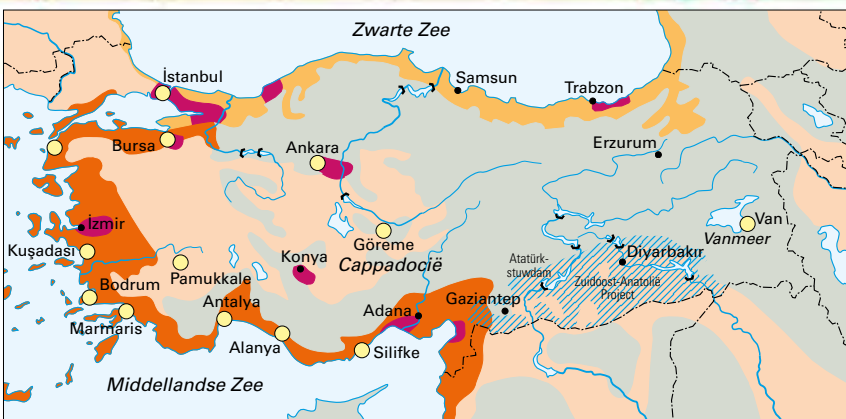 Zwarte Zee
İstanbul
Samsun
Trabzon
Bursa
Ankara
Erzurum
İzmir
Van
Vanmeer
Kuşadası
Göreme
Konya
Cappadocië
Diyarbakır
Pamukkale
Atatürk-
stuwdam
Zuidoost-Anatolië
Project
Bodrum
Antalya
Gaziantep
Adana
Marmaris
Alanya
Silifke
Middellandse Zee